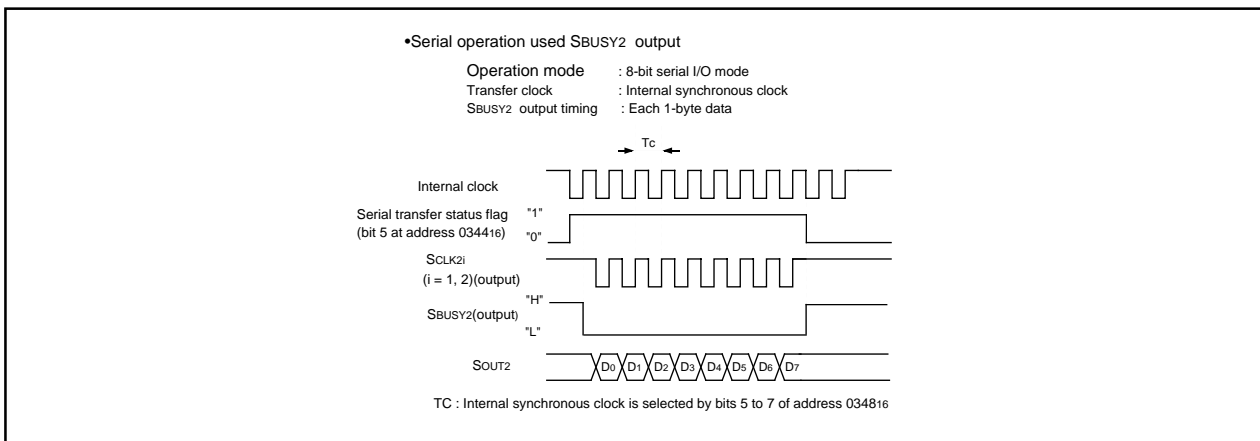 •Serial operation used SBUSY2 output
Operation mode : 8-bit serial I/O mode
Transfer clock : Internal synchronous clock
SBUSY2 output timing : Each 1-byte data
Tc
Internal clock
Serial transfer status flag "1"
(bit 5 at address 034416) "0"
SCLK2i
(i = 1, 2)(output)
"H"
SBUSY2(output)
"L"
SOUT2 D0 D1 D2 D3 D4 D5 D6 D7
TC : Internal synchronous clock is selected by bits 5 to 7 of address 034816